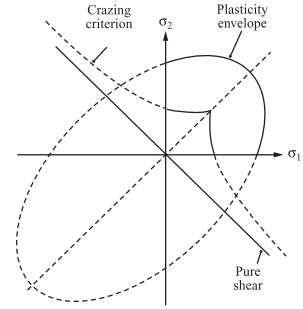 Crazing
criterion
σ2
Plasticity
envelope
σ1
Pure
shear